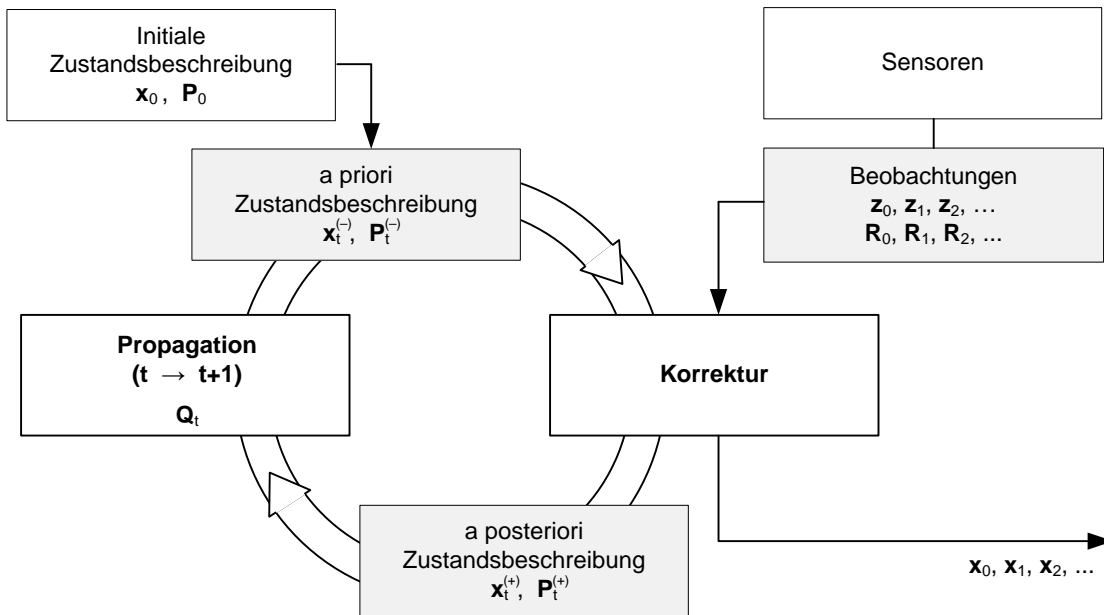 Initiale
Zustandsbeschreibung
x₀ , P₀
Sensoren
a priori
Zustandsbeschreibung
xₜ⁽⁻⁾, Pₜ⁽⁻⁾
Beobachtungen
z₀, z₁, z₂, …
R₀, R₁, R₂, ...
Propagation
(t → t+1)
Qₜ
Korrektur
a posteriori
Zustandsbeschreibung
xₜ⁽⁺⁾, Pₜ⁽⁺⁾
x₀, x₁, x₂, ...